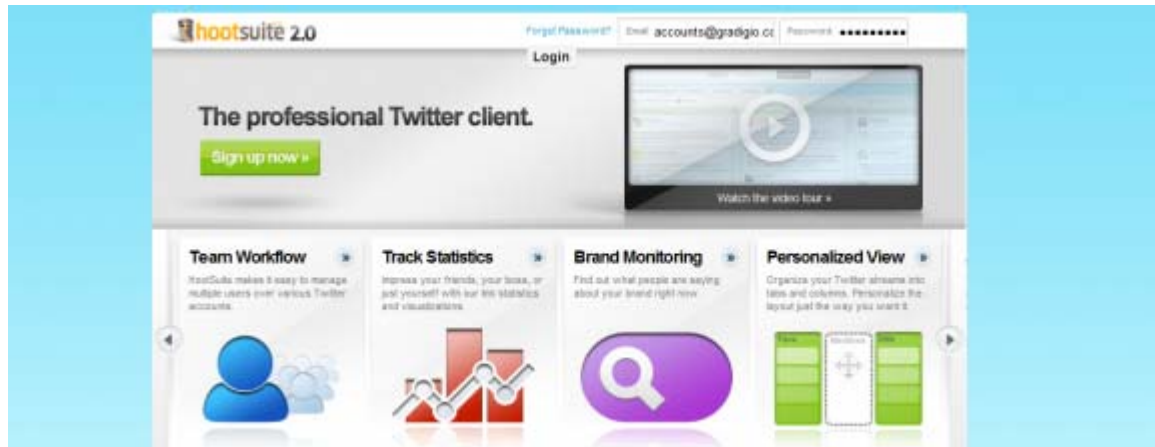 hootsuite 2.0
Forgot Password?
Email accounts@gradigio.cc
Password
Login
The professional Twitter client.
Sign up now »
Watch the video tour »
Team Workflow »
HootSuite makes it easy to manage
multiple users over various Twitter
accounts.
Track Statistics »
Impress your friends, your boss, or
just yourself with our link statistics
and visualizations.
Brand Monitoring »
Find out what people are saying
about your brand right now.
Personalized View »
Organize your Twitter streams into
tabs and columns. Personalize the
layout just the way you want it.